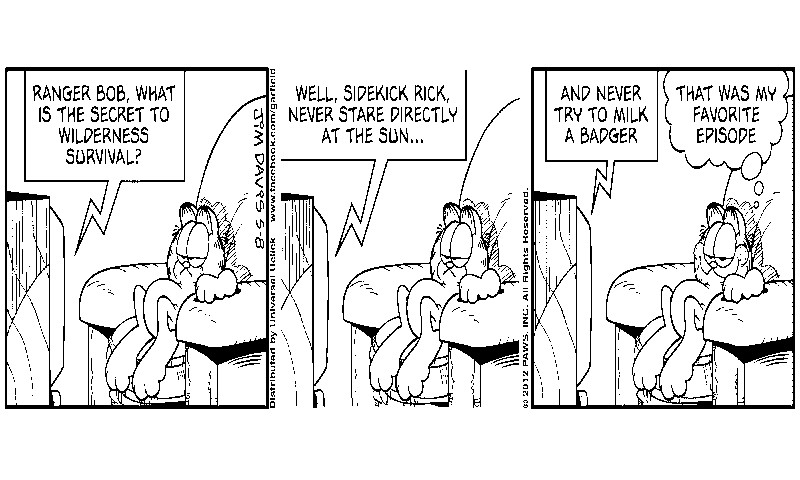 RANGER BOB, WHAT
IS THE SECRET TO
WILDERNESS
SURVIVAL?
JIM DAVIS 5-8
www.facebook.com/garfield
Distributed by Universal Uclick
WELL, SIDEKICK RICK,
NEVER STARE DIRECTLY
AT THE SUN...
© 2012 PAWS, INC. All Rights Reserved.
AND NEVER
TRY TO MILK
A BADGER
THAT WAS MY
FAVORITE
EPISODE